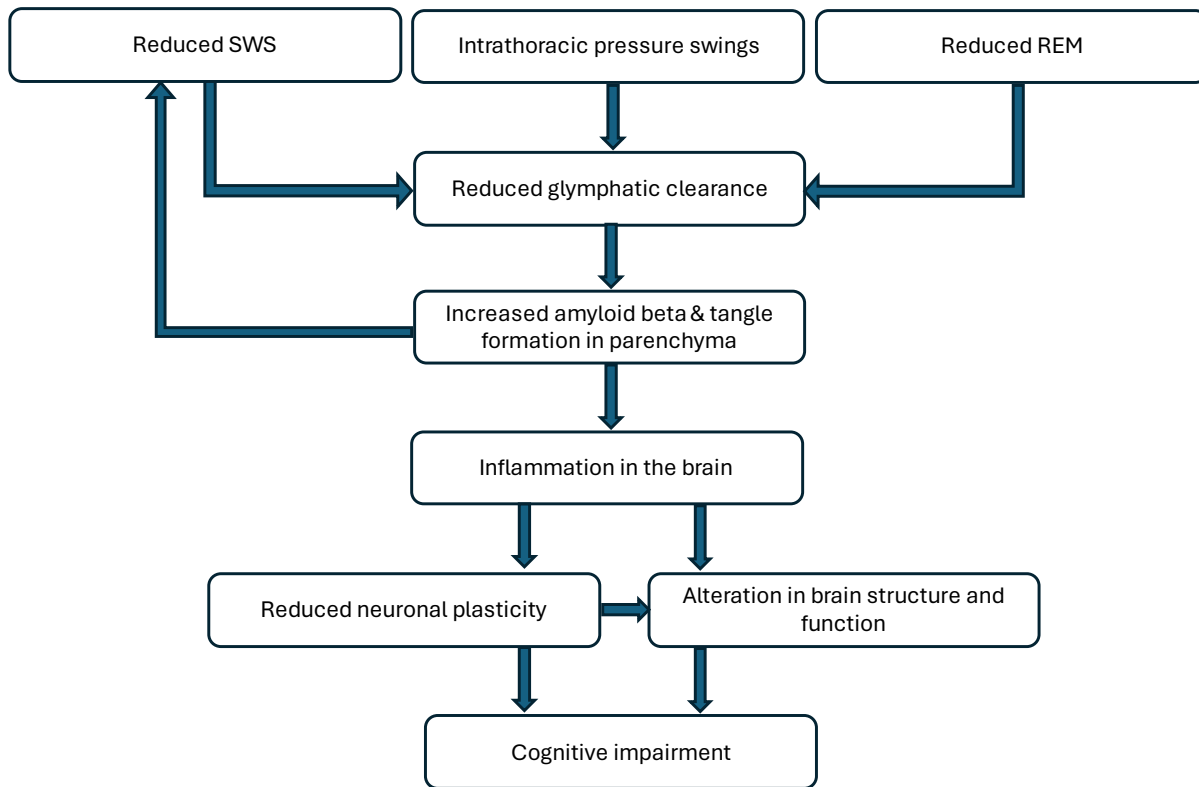 Reduced SWS
Intrathoracic pressure swings
Reduced REM
Reduced glymphatic clearance
Increased amyloid beta & tangle
formation in parenchyma
Inflammation in the brain
Reduced neuronal plasticity
Alteration in brain structure and
function
Cognitive impairment